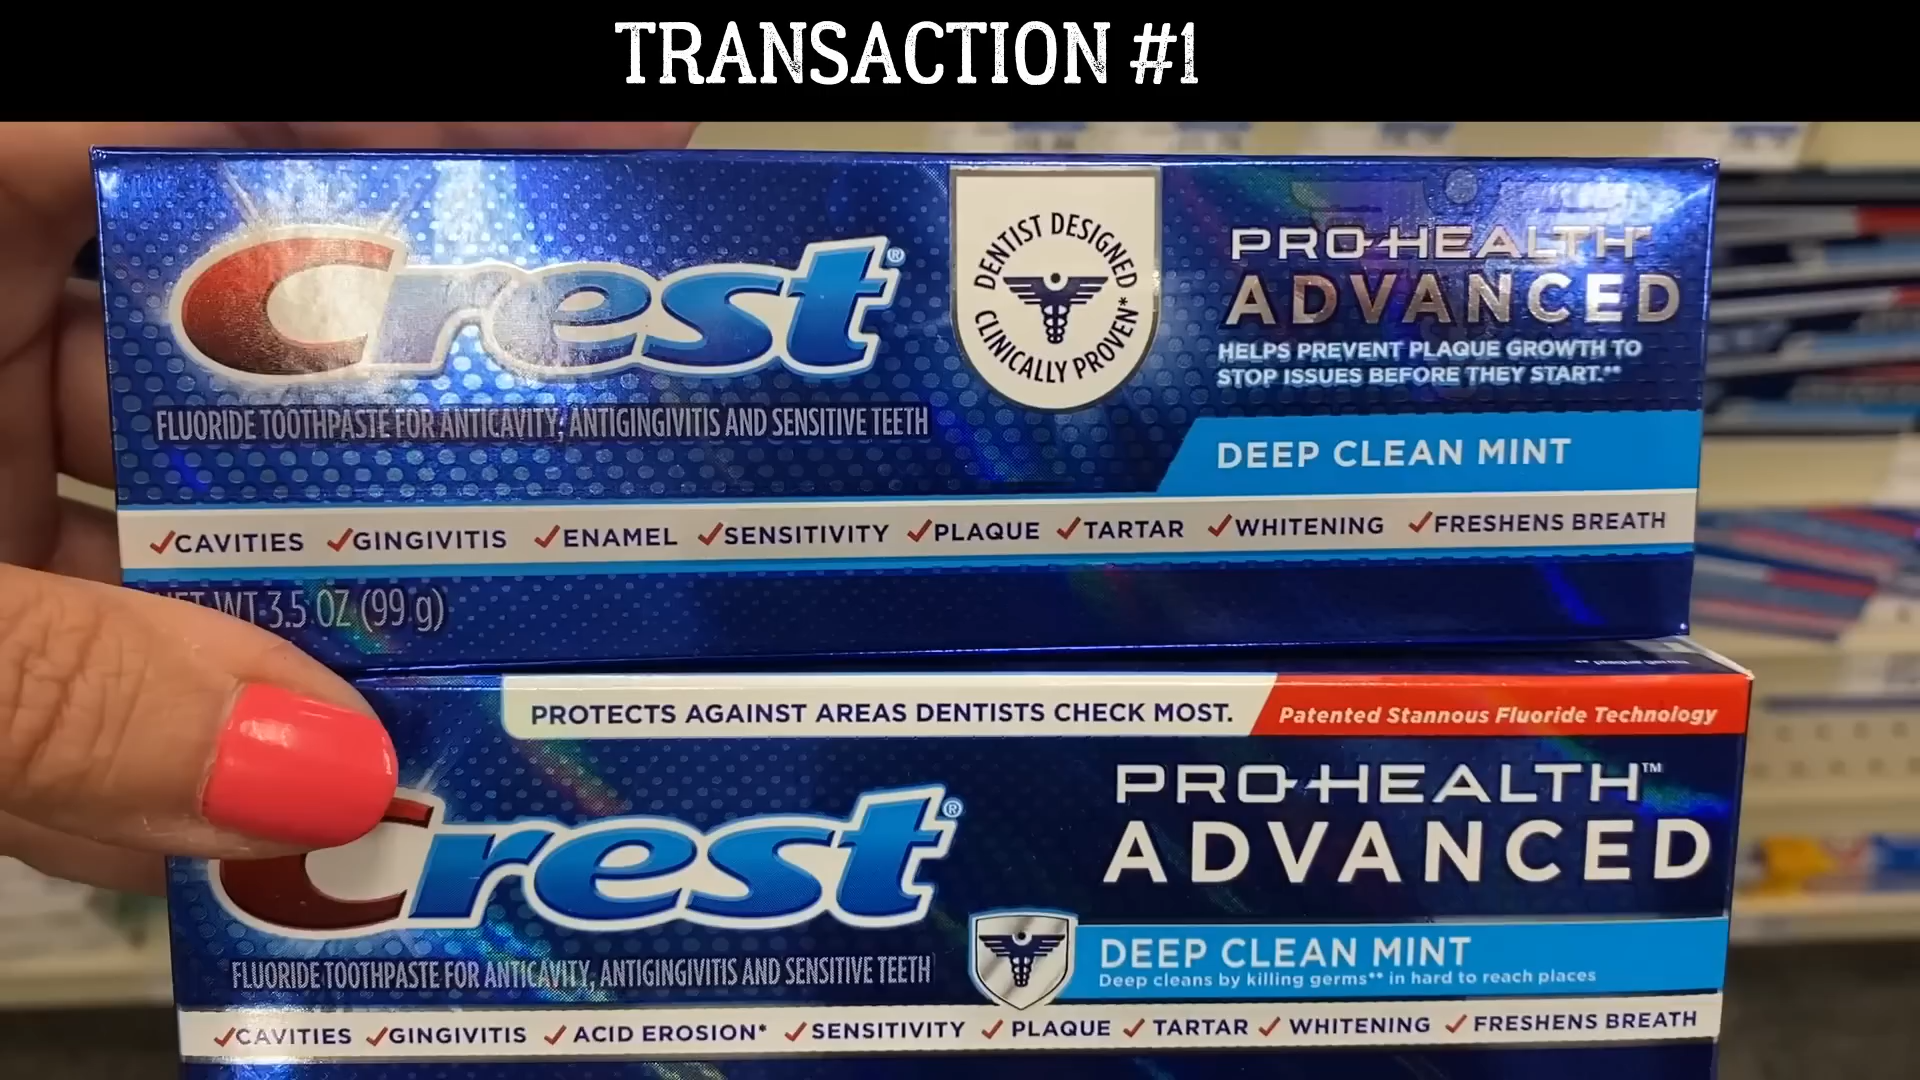 TRANSACTION #1
Crest®
DENTIST DESIGNED
CLINICALLY PROVEN*
PRO-HEALTH™
ADVANCED
HELPS PREVENT PLAQUE GROWTH TO
STOP ISSUES BEFORE THEY START.**
FLUORIDE TOOTHPASTE FOR ANTICAVITY, ANTIGINGIVITIS AND SENSITIVE TEETH
DEEP CLEAN MINT
✓CAVITIES ✓GINGIVITIS ✓ENAMEL ✓SENSITIVITY ✓PLAQUE ✓TARTAR ✓WHITENING ✓FRESHENS BREATH
NET WT 3.5 OZ (99 g)
PROTECTS AGAINST AREAS DENTISTS CHECK MOST. Patented Stannous Fluoride Technology
Crest®
PRO-HEALTH™
ADVANCED
FLUORIDE TOOTHPASTE FOR ANTICAVITY, ANTIGINGIVITIS AND SENSITIVE TEETH
DEEP CLEAN MINT
Deep cleans by killing germs** in hard to reach places
✓CAVITIES ✓GINGIVITIS ✓ACID EROSION* ✓SENSITIVITY ✓PLAQUE ✓TARTAR ✓WHITENING ✓FRESHENS BREATH